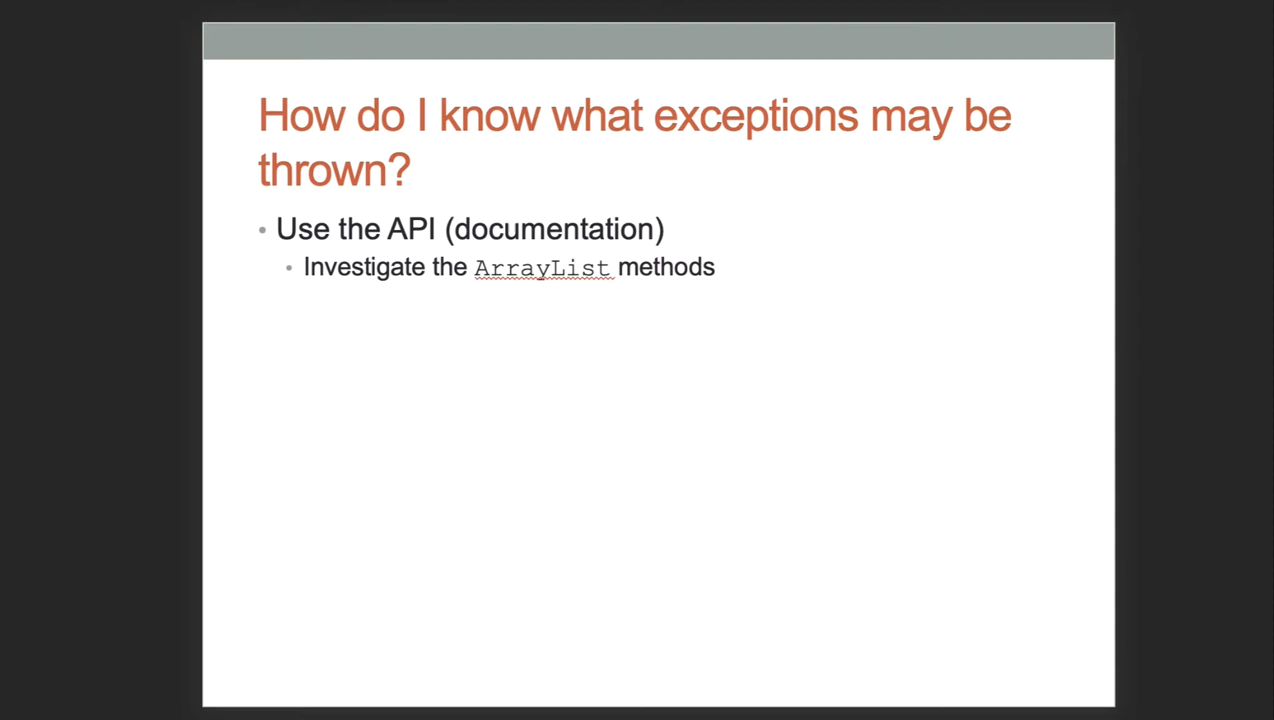 How do I know what exceptions may be
thrown?
• Use the API (documentation)
• Investigate the ArrayList methods